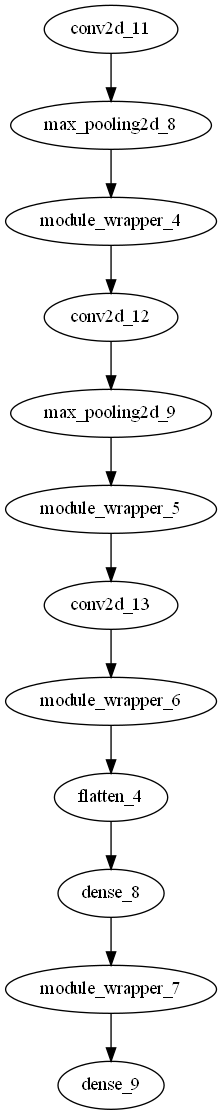 conv2d_11
max_pooling2d_8
module_wrapper_4
conv2d_12
max_pooling2d_9
module_wrapper_5
conv2d_13
module_wrapper_6
flatten_4
dense_8
module_wrapper_7
dense_9